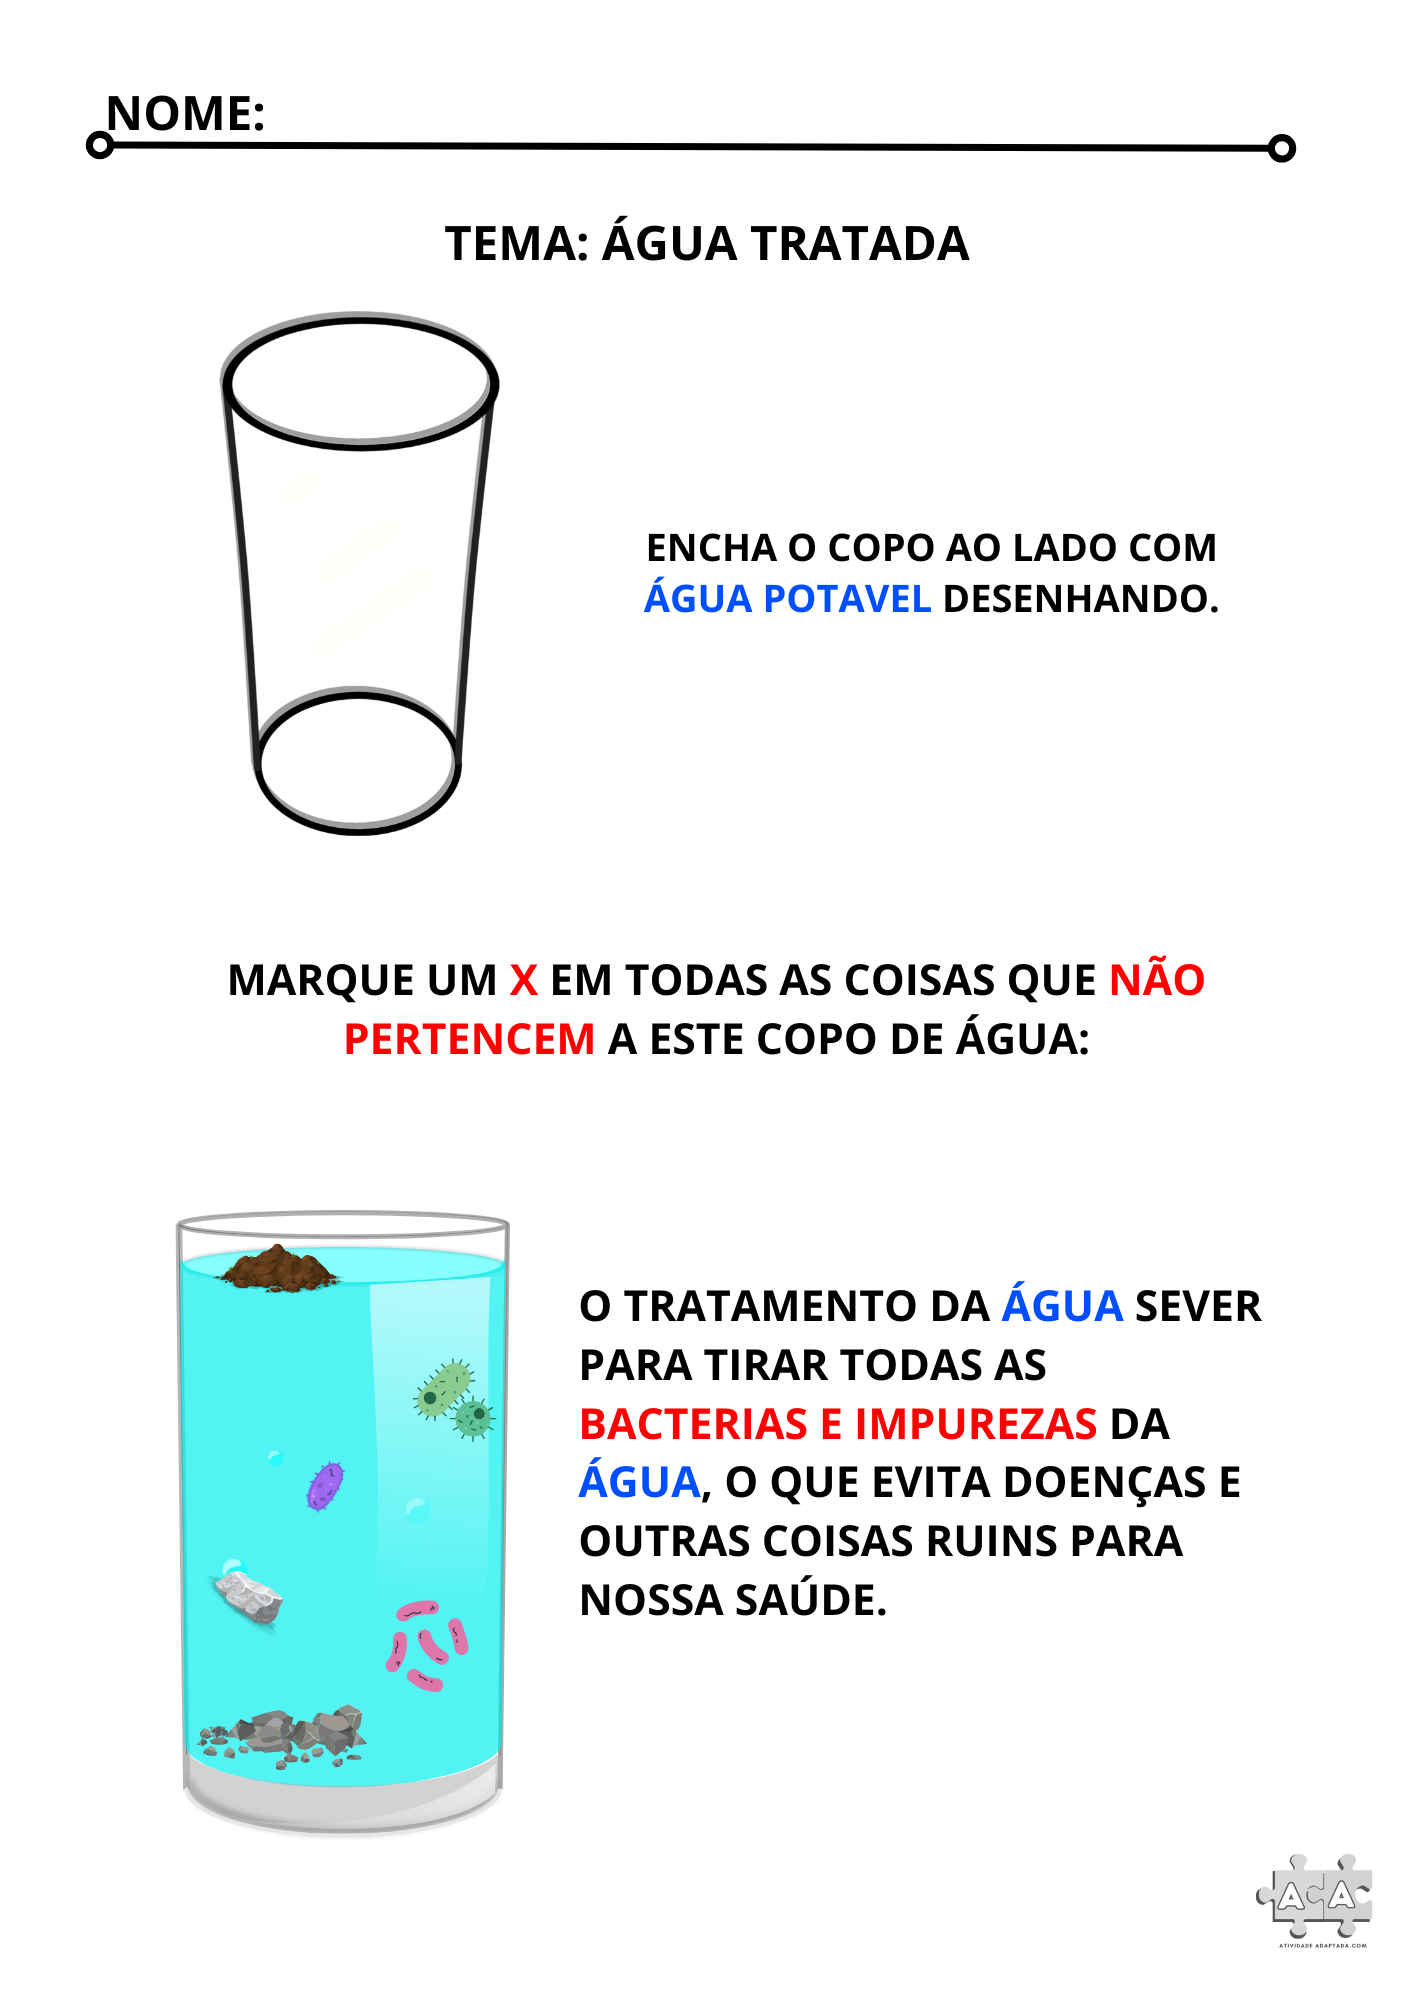 NOME:
TEMA: ÁGUA TRATADA
ENCHA O COPO AO LADO COM
ÁGUA POTAVEL DESENHANDO.
MARQUE UM X EM TODAS AS COISAS QUE NÃO
PERTENCEM A ESTE COPO DE ÁGUA:
O TRATAMENTO DA ÁGUA SEVER
PARA TIRAR TODAS AS
BACTERIAS E IMPUREZAS DA
ÁGUA, O QUE EVITA DOENÇAS E
OUTRAS COISAS RUINS PARA
NOSSA SAÚDE.
A A
ATIVIDADE ADAPTADA.COM